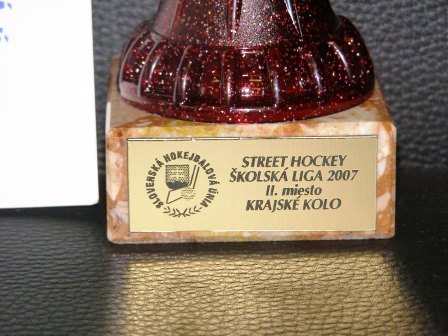 SLOVENSKÁ HOKEJBALOVÁ ÚNIA
STREET HOCKEY
ŠKOLSKÁ LIGA 2007
II. miesto
KRAJSKÉ KOLO